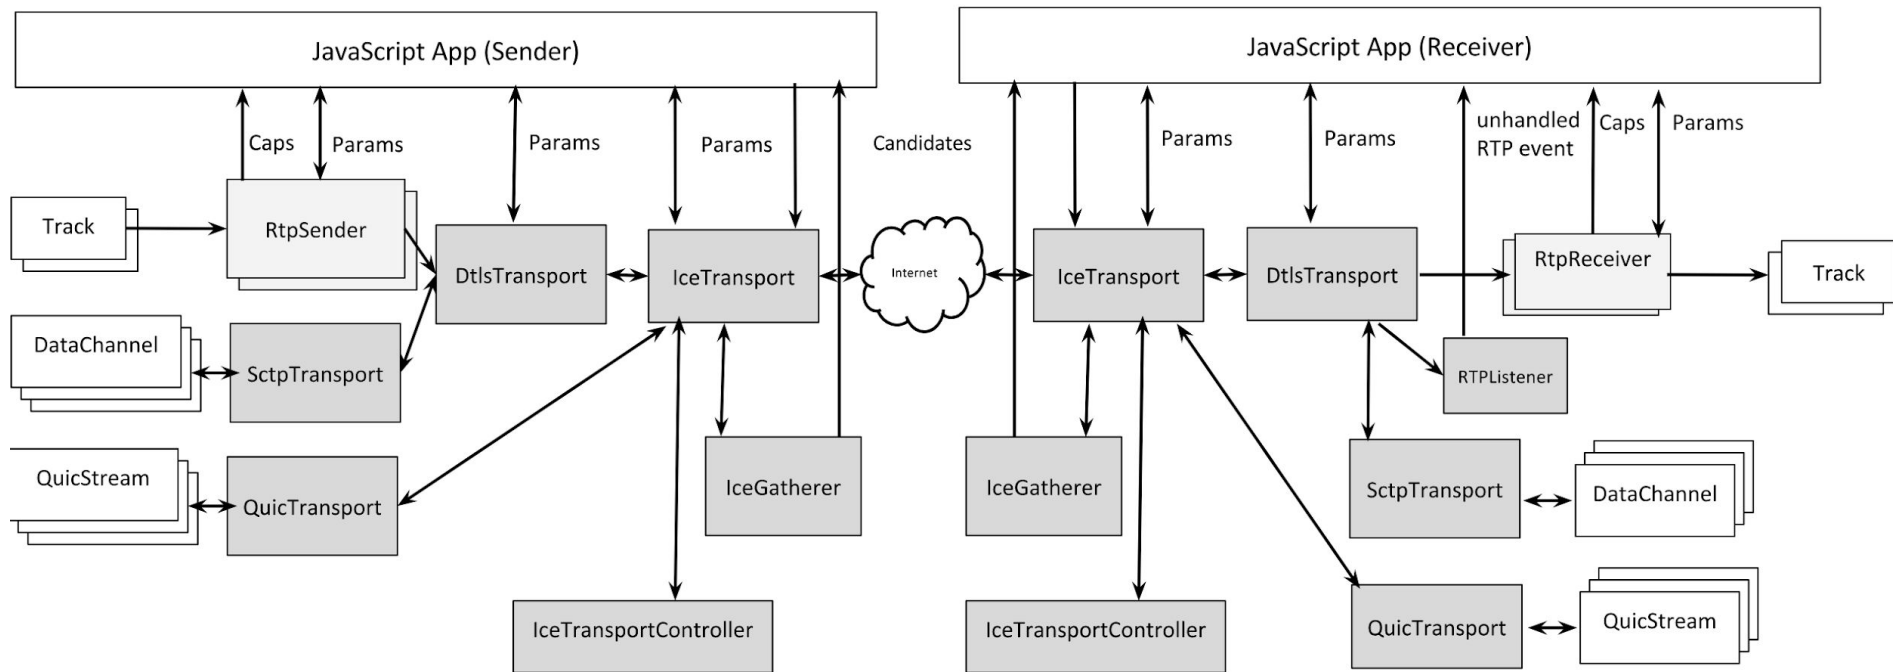 JavaScript App (Sender)
JavaScript App (Receiver)
Caps
Params
Params
Params
Candidates
Params
Params
unhandled
RTP event
Caps
Params
Track
RtpSender
DtlsTransport
IceTransport
Internet
IceTransport
DtlsTransport
RtpReceiver
Track
DataChannel
SctpTransport
RTPListener
QuicStream
QuicTransport
IceGatherer
IceGatherer
SctpTransport
DataChannel
IceTransportController
IceTransportController
QuicTransport
QuicStream